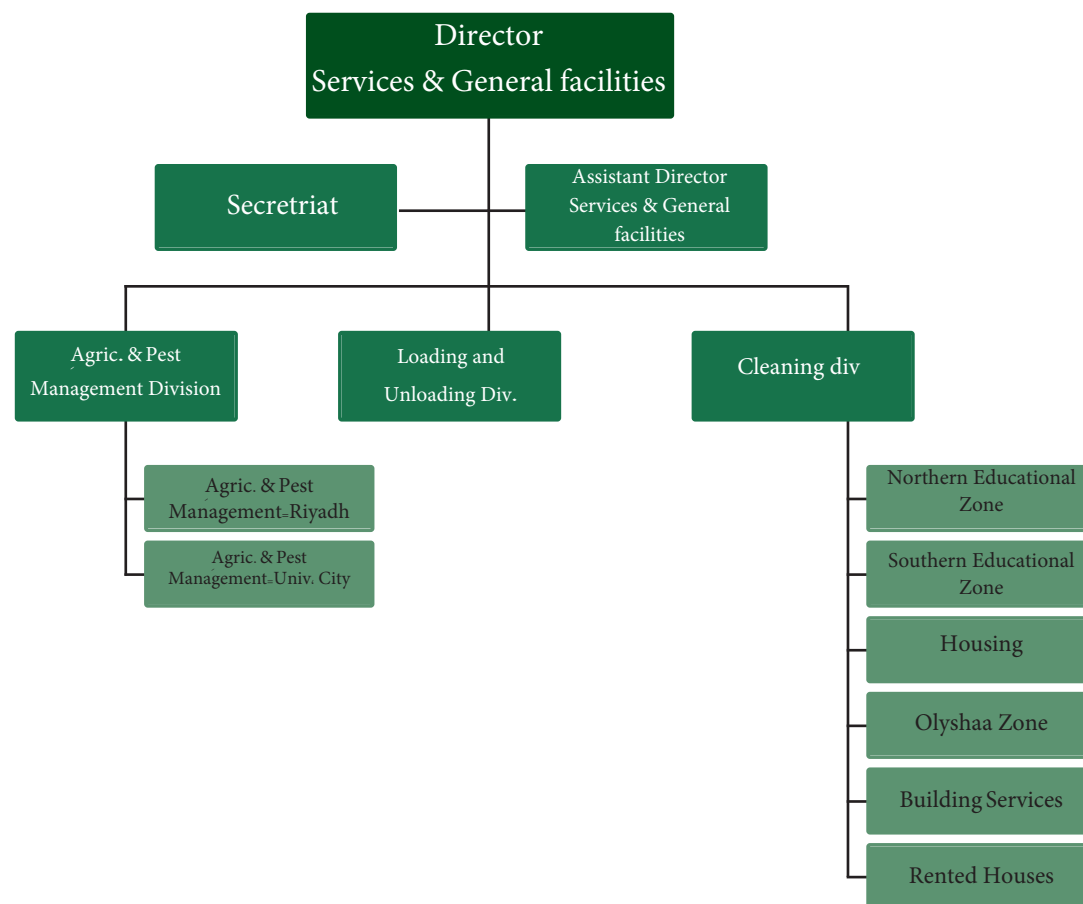 Director
Services & General facilities
Secretriat
Assistant Director
Services & General
facilities
Agric. & Pest
Management Division
Loading and
Unloading Div.
Cleaning div
Agric. & Pest
Management=Riyadh
Agric. & Pest
Management=Univ. City
Northern Educational
Zone
Southern Educational
Zone
Housing
Olyshaa Zone
Building Services
Rented Houses